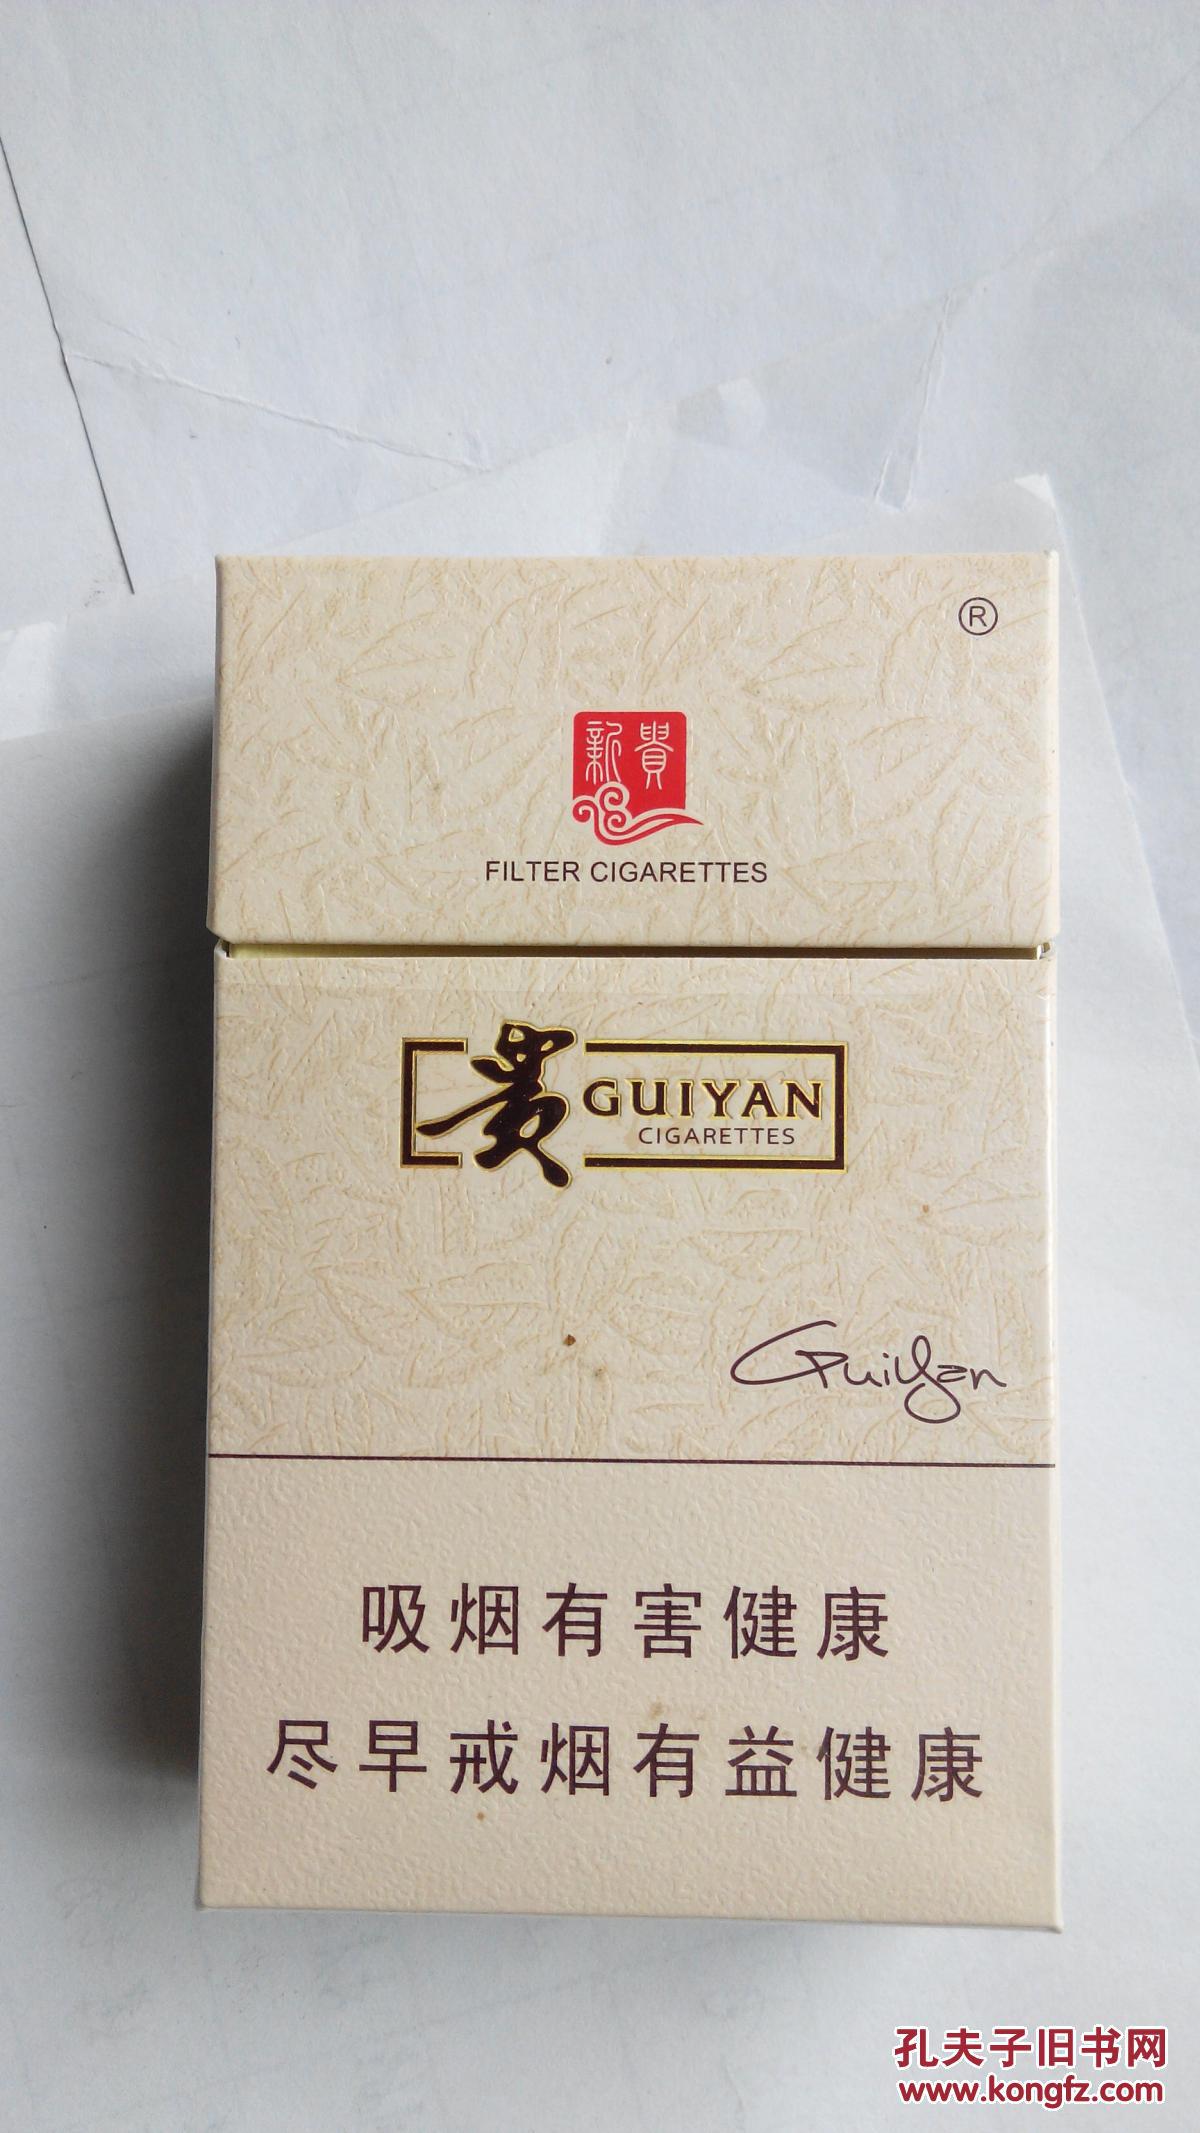 ®
新貴
FILTER CIGARETTES
贵
GUIYAN
CIGARETTES
GuiYan
吸烟有害健康
尽早戒烟有益健康
孔夫子旧书网
www.kongfz.com